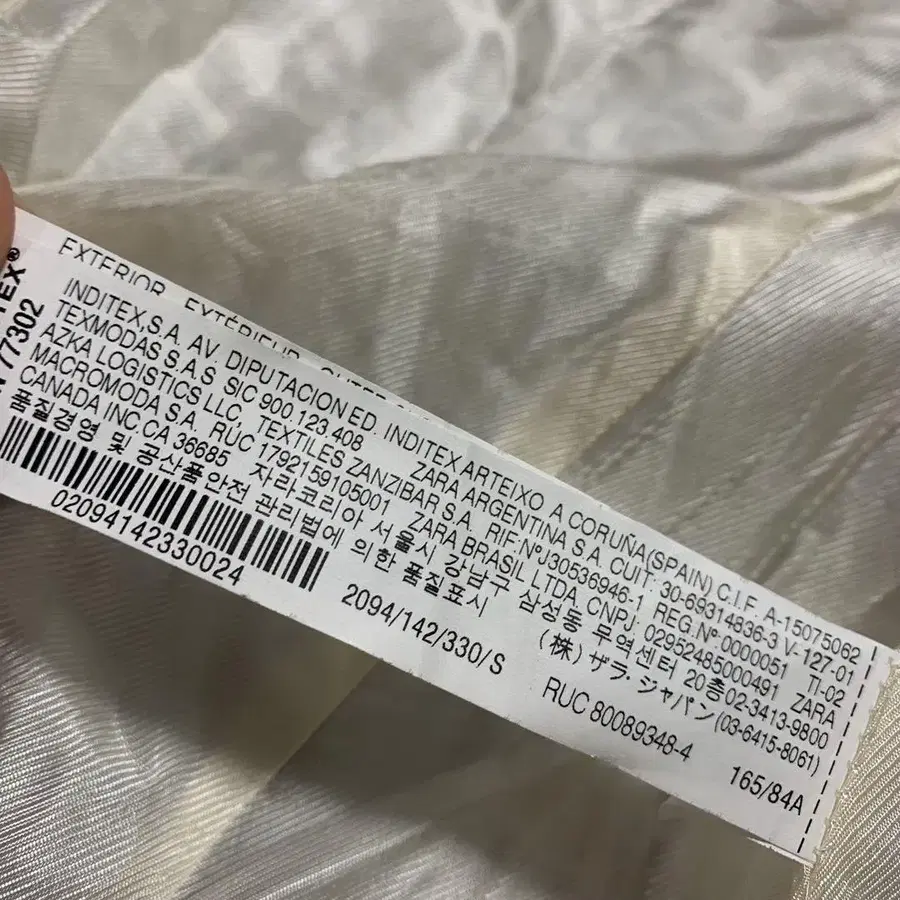 TEX®
N 77302
EXTERIOR, EXTÉRIEUR
INDITEX,S.A. AV. DIPUTACION ED. INDITEX ARTEIXO A CORUÑA(SPAIN) C.I.F. A-15075062
TEXMODAS S.A.S SIC 900.123.408 ZARA ARGENTINA S.A. CUIT: 30-69314836-3 V-127-01
AZKA LOGISTICS LLC, TEXTILES ZANZIBAR S.A. RIF:NºJ30536946-1 REG.Nº.0000051 TI-02
MACROMODA S.A. RUC 1792159105001 ZARA BRASIL LTDA, CNPJ: 02952485000491 ZARA
CANADA INC.CA 36685 자라코리아 서울시 강남구 삼성동 무역센터 20층02-3413-9800
품질경영 및 공산품안전 관리법에 의한 품질표시 (株) ザラ・ジャパン(03-6415-8061)
RUC 80089348-4
02094142330024
2094/142/330/S
165/84A